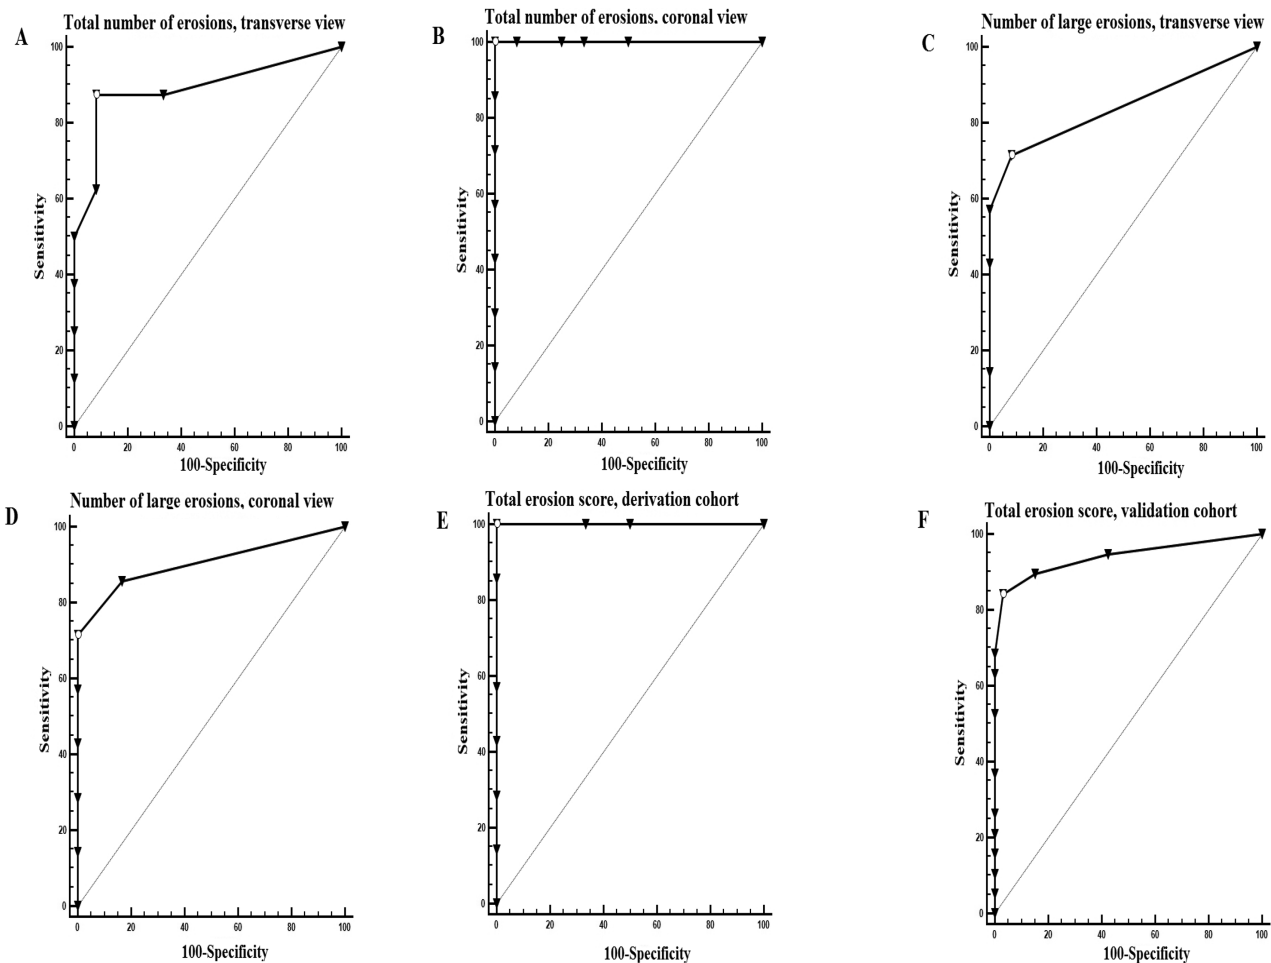 A
Total number of erosions, transverse view
100
80
60
40
20
0
Sensitivity
0 20 40 60 80 100
100-Specificity
B
Total number of erosions. coronal view
100
80
60
40
20
0
Sensitivity
0 20 40 60 80 100
100-Specificity
C
Number of large erosions, transverse view
100
80
60
40
20
0
Sensitivity
0 20 40 60 80 100
100-Specificity
D
Number of large erosions, coronal view
100
80
60
40
20
0
Sensitivity
0 20 40 60 80 100
100-Specificity
E
Total erosion score, derivation cohort
100
80
60
40
20
0
Sensitivity
0 20 40 60 80 100
100-Specificity
F
Total erosion score, validation cohort
100
80
60
40
20
0
Sensitivity
0 20 40 60 80 100
100-Specificity